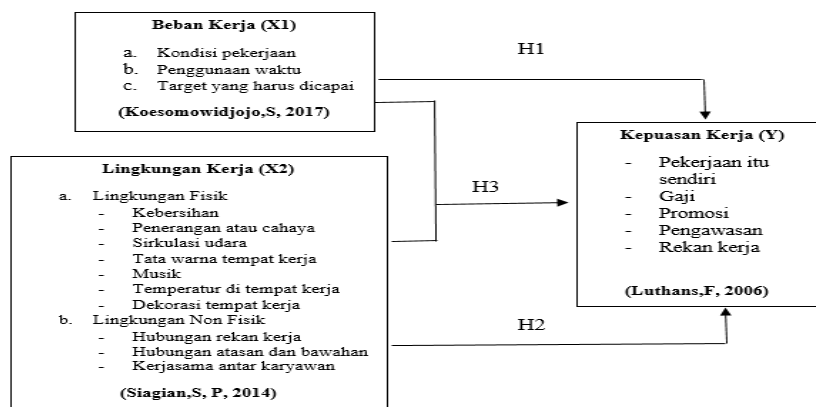 Beban Kerja (X1)
a. Kondisi pekerjaan
b. Penggunaan waktu
c. Target yang harus dicapai
(Koesomowidjojo,S, 2017)
H1
Lingkungan Kerja (X2)
a. Lingkungan Fisik
- Kebersihan
- Penerangan atau cahaya
- Sirkulasi udara
- Tata warna tempat kerja
- Musik
- Temperatur di tempat kerja
- Dekorasi tempat kerja
b. Lingkungan Non Fisik
- Hubungan rekan kerja
- Hubungan atasan dan bawahan
- Kerjasama antar karyawan
(Siagian,S, P, 2014)
H3
H2
Kepuasan Kerja (Y)
- Pekerjaan itu
sendiri
- Gaji
- Promosi
- Pengawasan
- Rekan kerja
(Luthans,F, 2006)